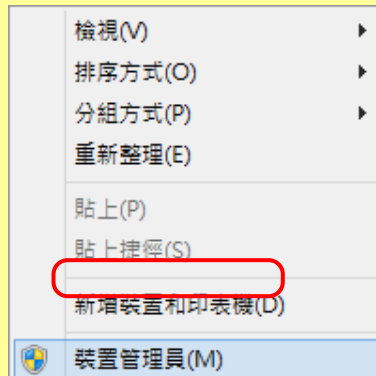 檢視(V)
排序方式(O)
分組方式(P)
重新整理(E)
貼上(P)
貼上捷徑(S)
新增裝置和印表機(D)
裝置管理員(M)